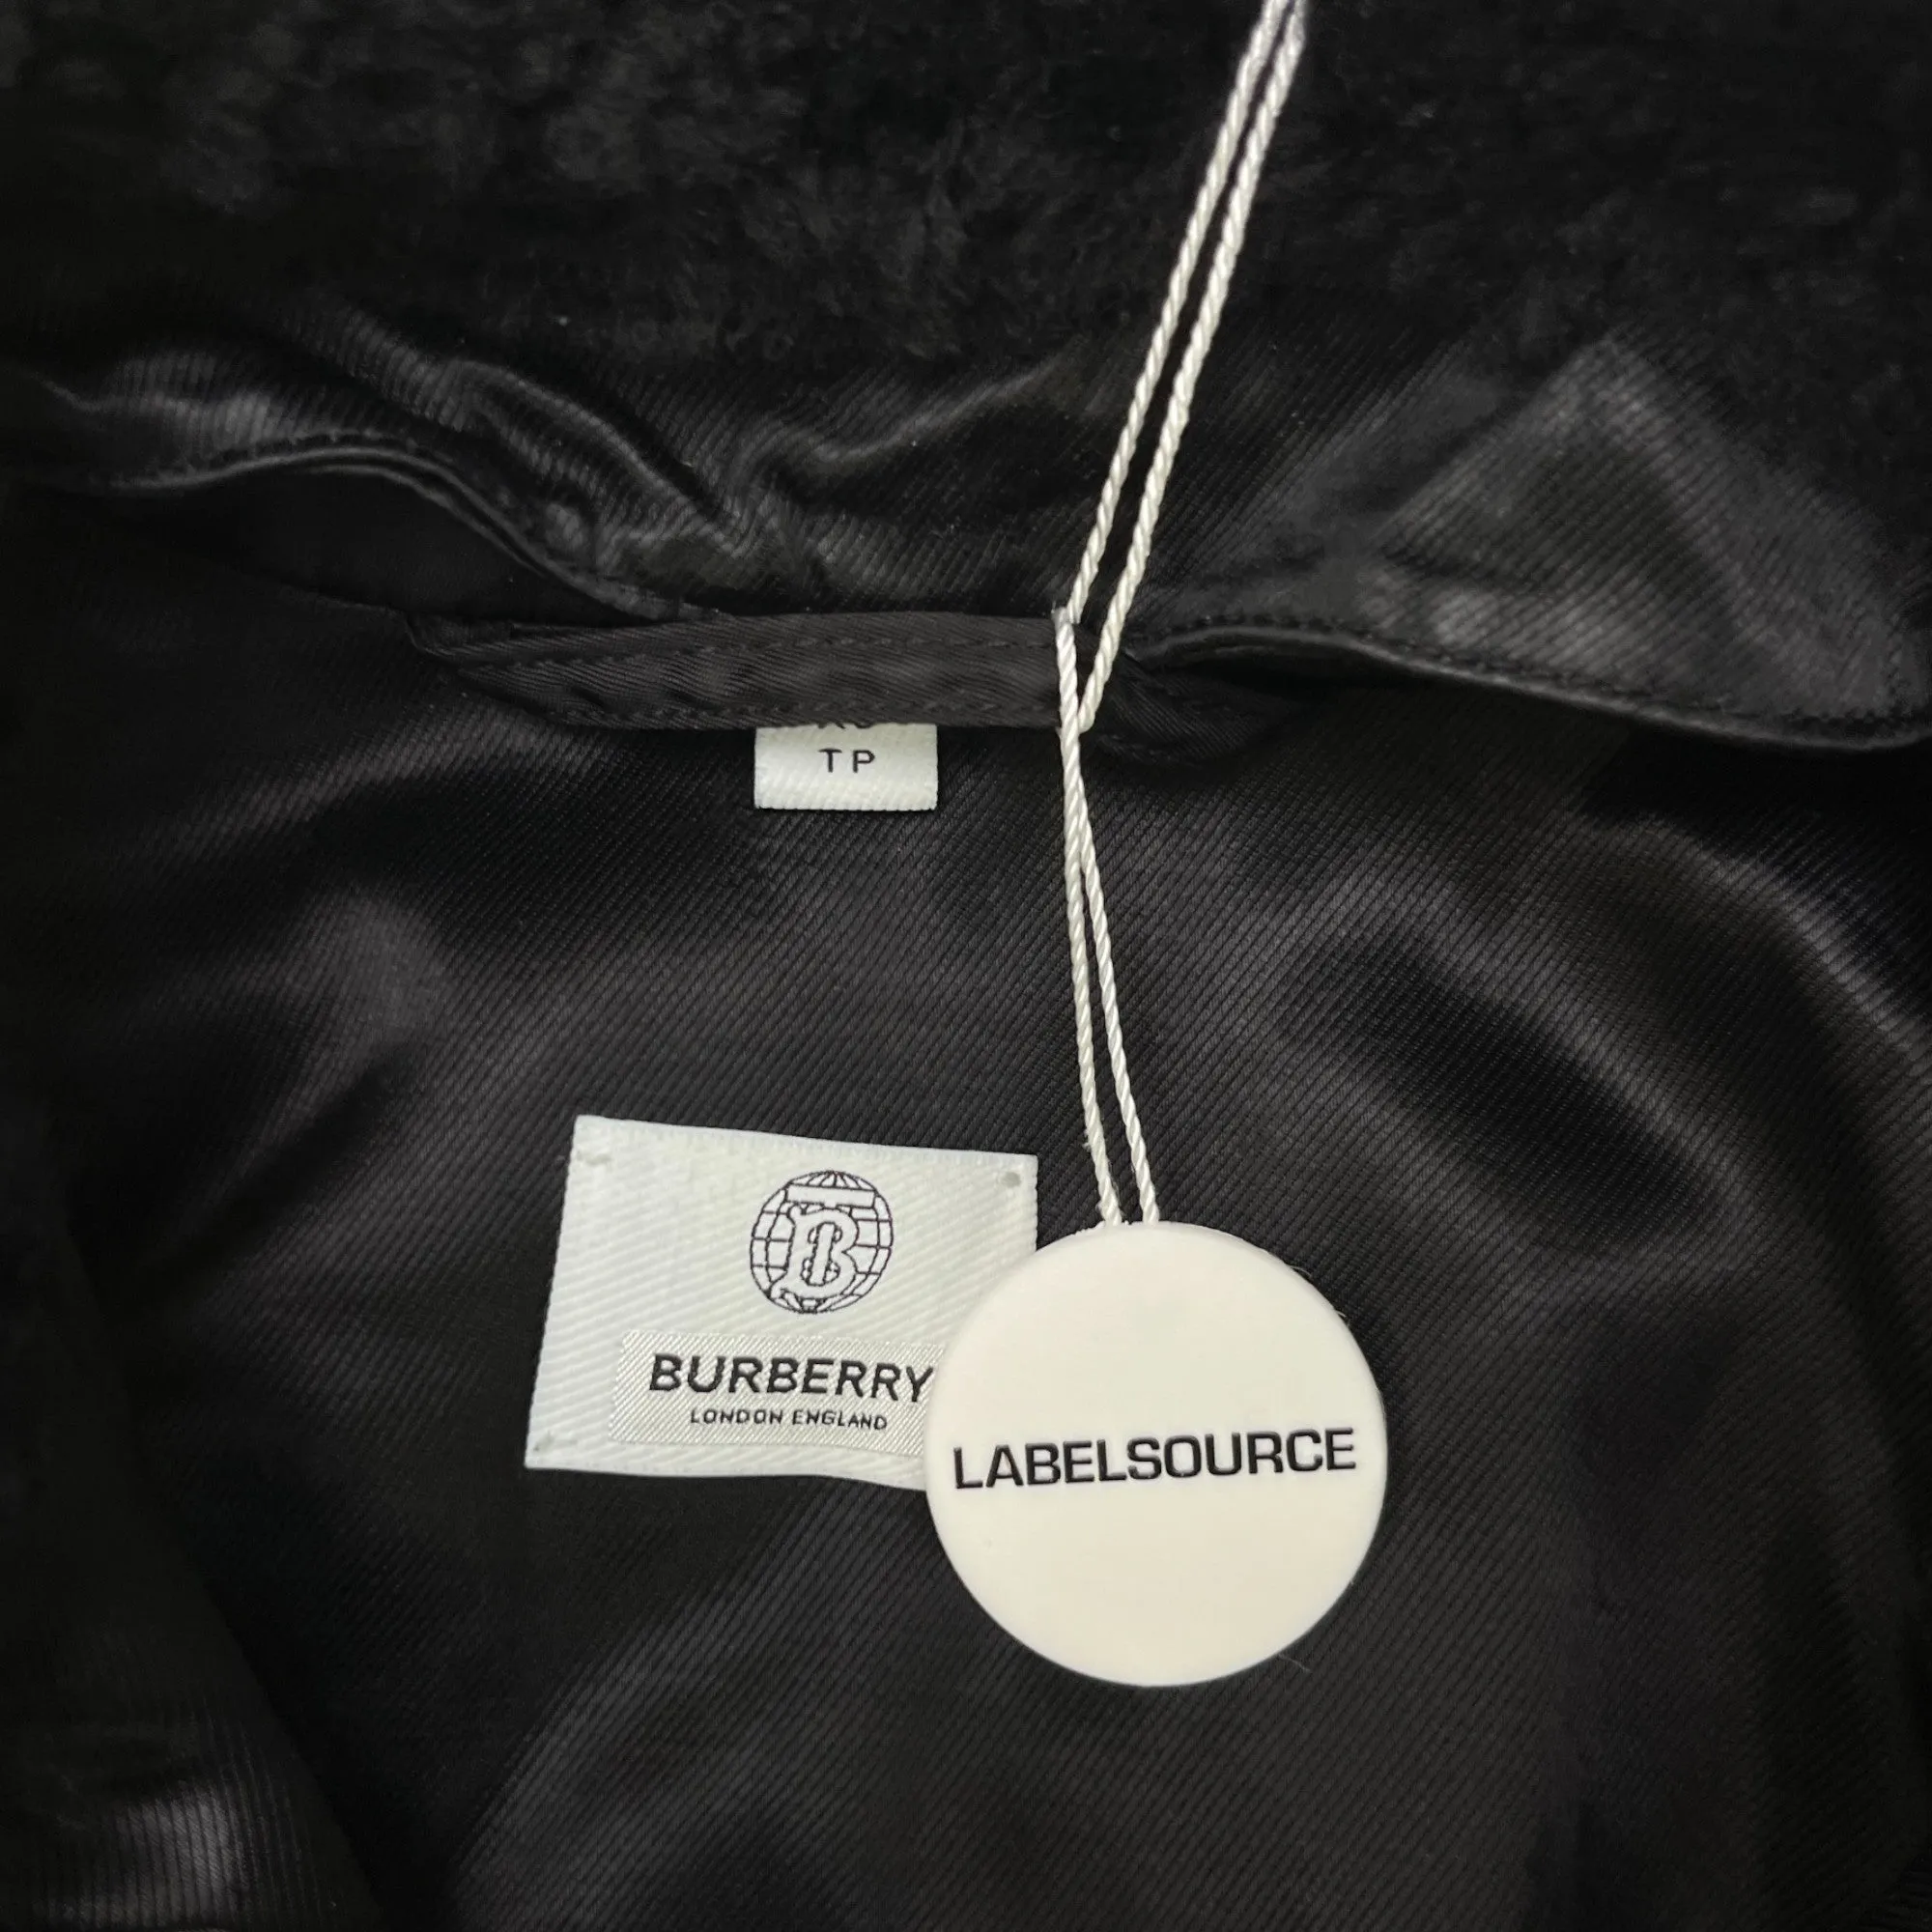 TP
B
BURBERRY
LONDON ENGLAND
LABELSOURCE